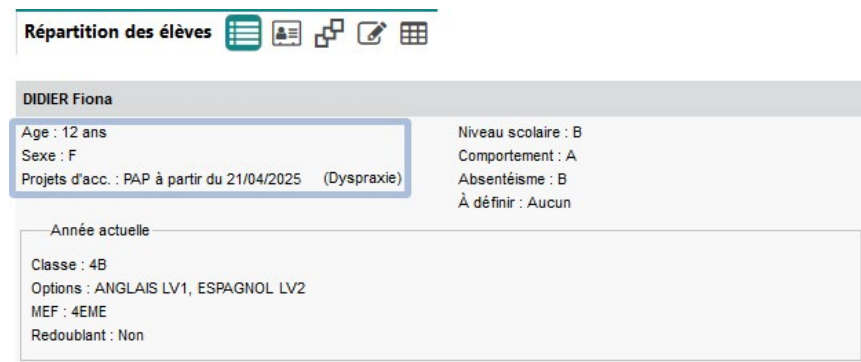 Répartition des élèves
DIDIER Fiona
Age : 12 ans
Sexe : F
Projets d'acc. : PAP à partir du 21/04/2025 (Dyspraxie)
Niveau scolaire : B
Comportement : A
Absentéisme : B
À définir : Aucun
Année actuelle
Classe : 4B
Options : ANGLAIS LV1, ESPAGNOL LV2
MEF : 4EME
Redoublant : Non